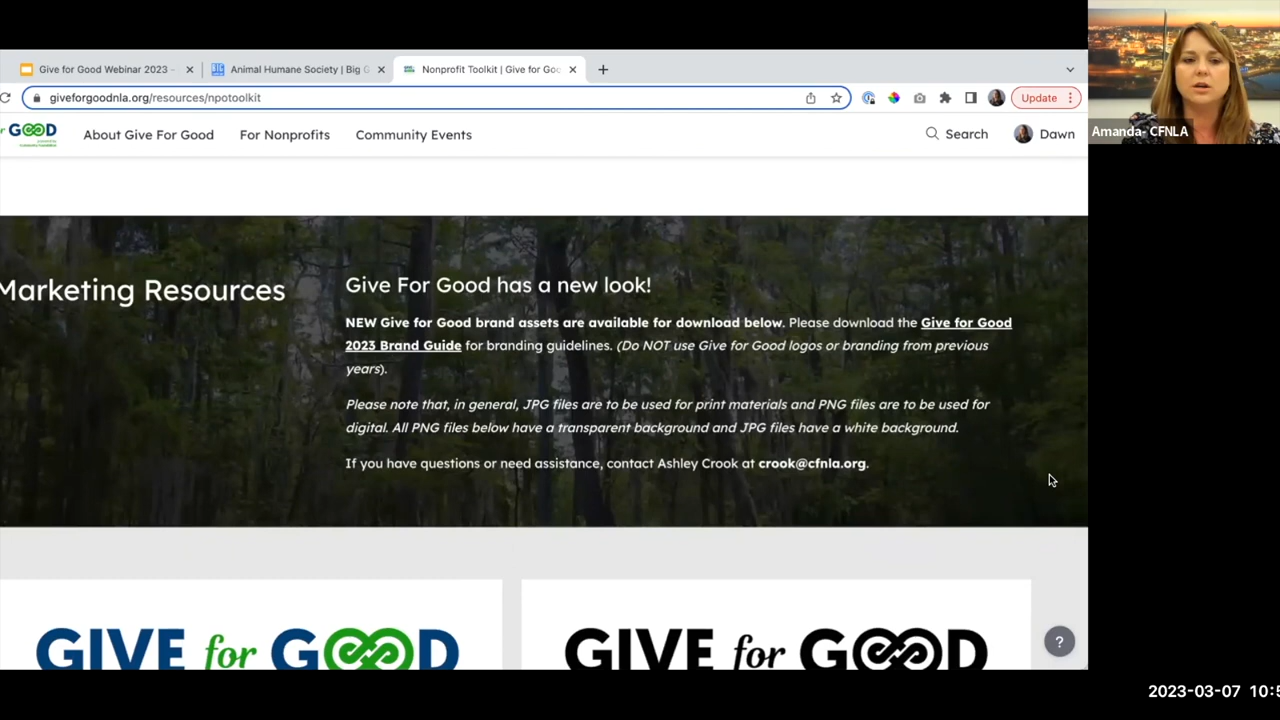 Give for Good Webinar 2023 -
Animal Humane Society | Big G
Nonprofit Toolkit | Give for Goo
giveforgoodnla.org/resources/npotoolkit
Update
Amanda- CFNLA
r GOOD
About Give For Good
For Nonprofits
Community Events
Search
Dawn
Marketing Resources
Give For Good has a new look!
NEW Give for Good brand assets are available for download below. Please download the Give for Good
2023 Brand Guide for branding guidelines. (Do NOT use Give for Good logos or branding from previous
years).
Please note that, in general, JPG files are to be used for print materials and PNG files are to be used for
digital. All PNG files below have a transparent background and JPG files have a white background.
If you have questions or need assistance, contact Ashley Crook at crook@cfnla.org.
GIVE for GOOD
GIVE for GOOD
?
2023-03-07 10:5